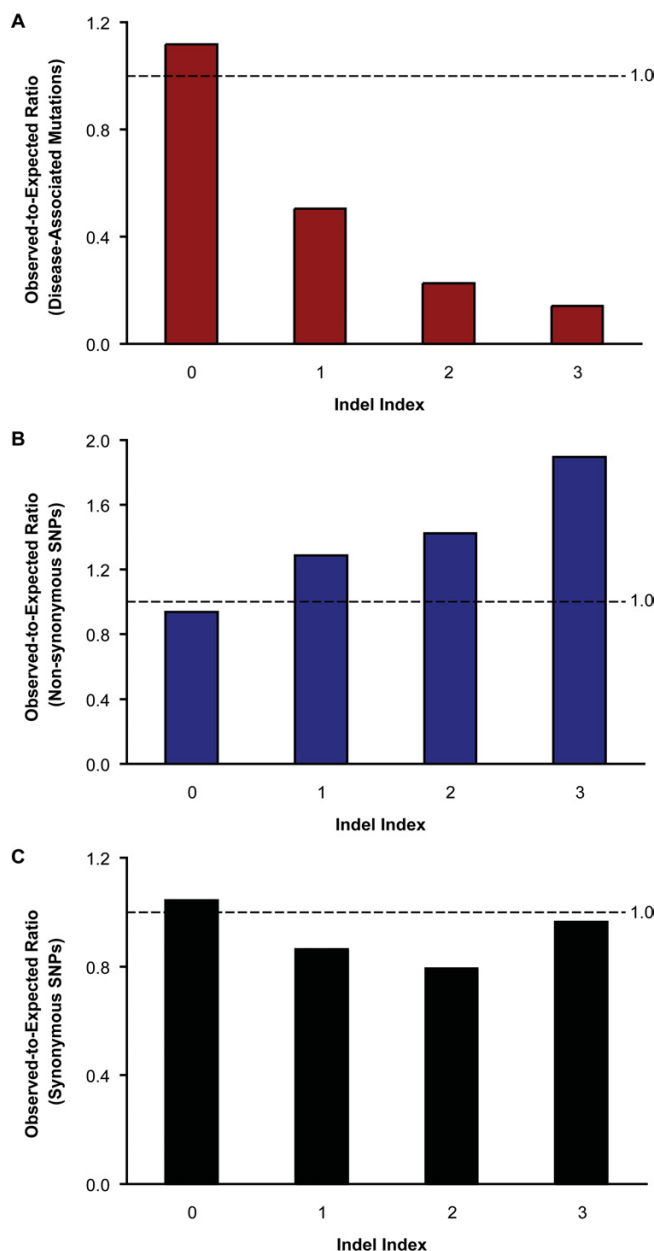 A
Observed-to-Expected Ratio
(Disease-Associated Mutations)
1.2
1.0
0.8
0.4
0.0
0 1 2 3
Indel Index
B
Observed-to-Expected Ratio
(Non-synonymous SNPs)
2.0
1.6
1.2
1.0
0.8
0.4
0.0
0 1 2 3
Indel Index
C
Observed-to-Expected Ratio
(Synonymous SNPs)
1.2
1.0
0.8
0.4
0.0
0 1 2 3
Indel Index